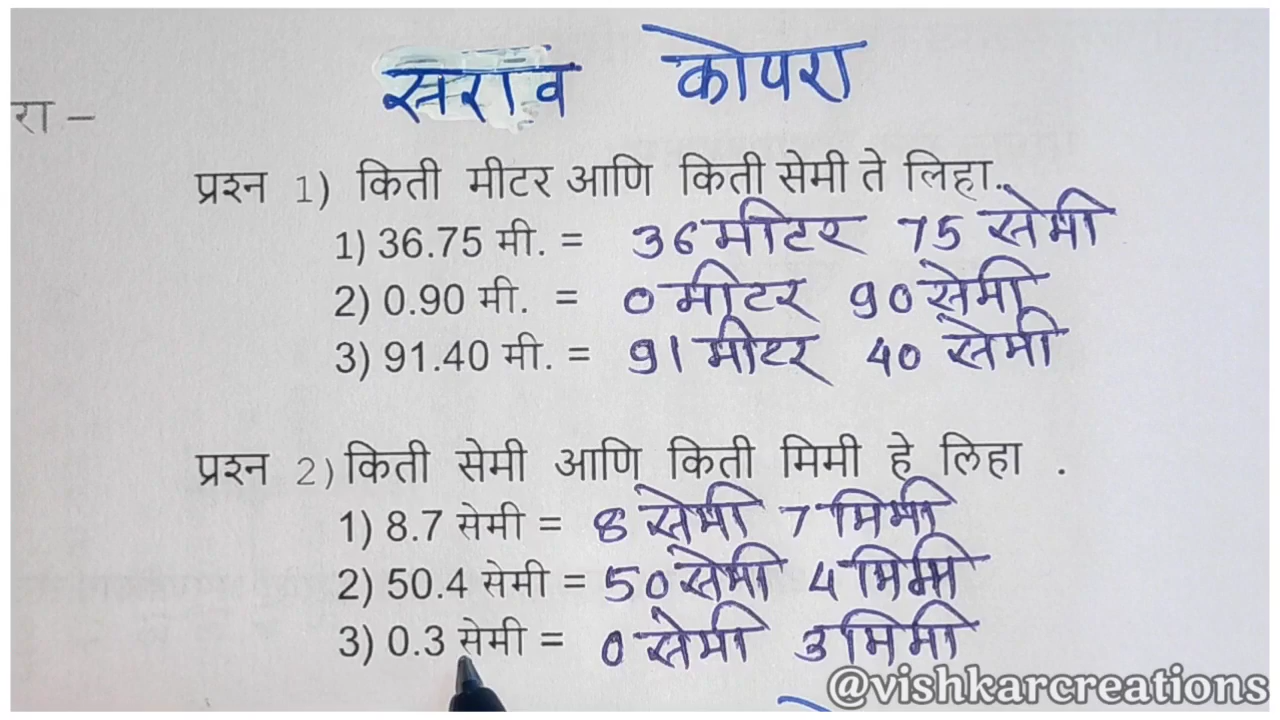 सराव कोपरा
रा –
प्रश्न 1) किती मीटर आणि किती सेमी ते लिहा..
1) 36.75 मी. = 36 मीटर 75 सेमी
2) 0.90 मी. = 0 मीटर 90 सेमी
3) 91.40 मी. = 91 मीटर 40 सेमी
प्रश्न 2) किती सेमी आणि किती मिमी हे लिहा .
1) 8.7 सेमी = 8 सेमी 7 मिमी
2) 50.4 सेमी = 50 सेमी 4 मिमी
3) 0.3 सेमी = 0 सेमी 3 मिमी
@vishkarcreations